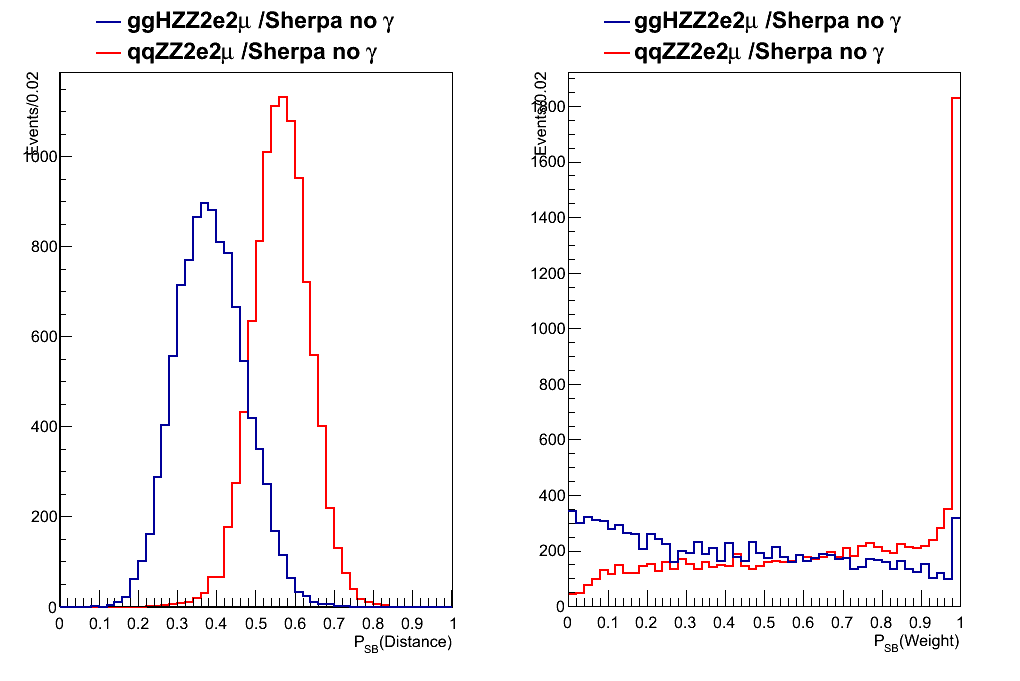 ggHZZ2e2μ /Sherpa no γ
qqZZ2e2μ /Sherpa no γ
Events/0.02
1000
800
600
400
200
0
0 0.1 0.2 0.3 0.4 0.5 0.6 0.7 0.8 0.9 1
P_SB(Distance)
ggHZZ2e2μ /Sherpa no γ
qqZZ2e2μ /Sherpa no γ
Events/0.02
1800
1600
1400
1200
1000
800
600
400
200
0
0 0.1 0.2 0.3 0.4 0.5 0.6 0.7 0.8 0.9 1
P_SB(Weight)